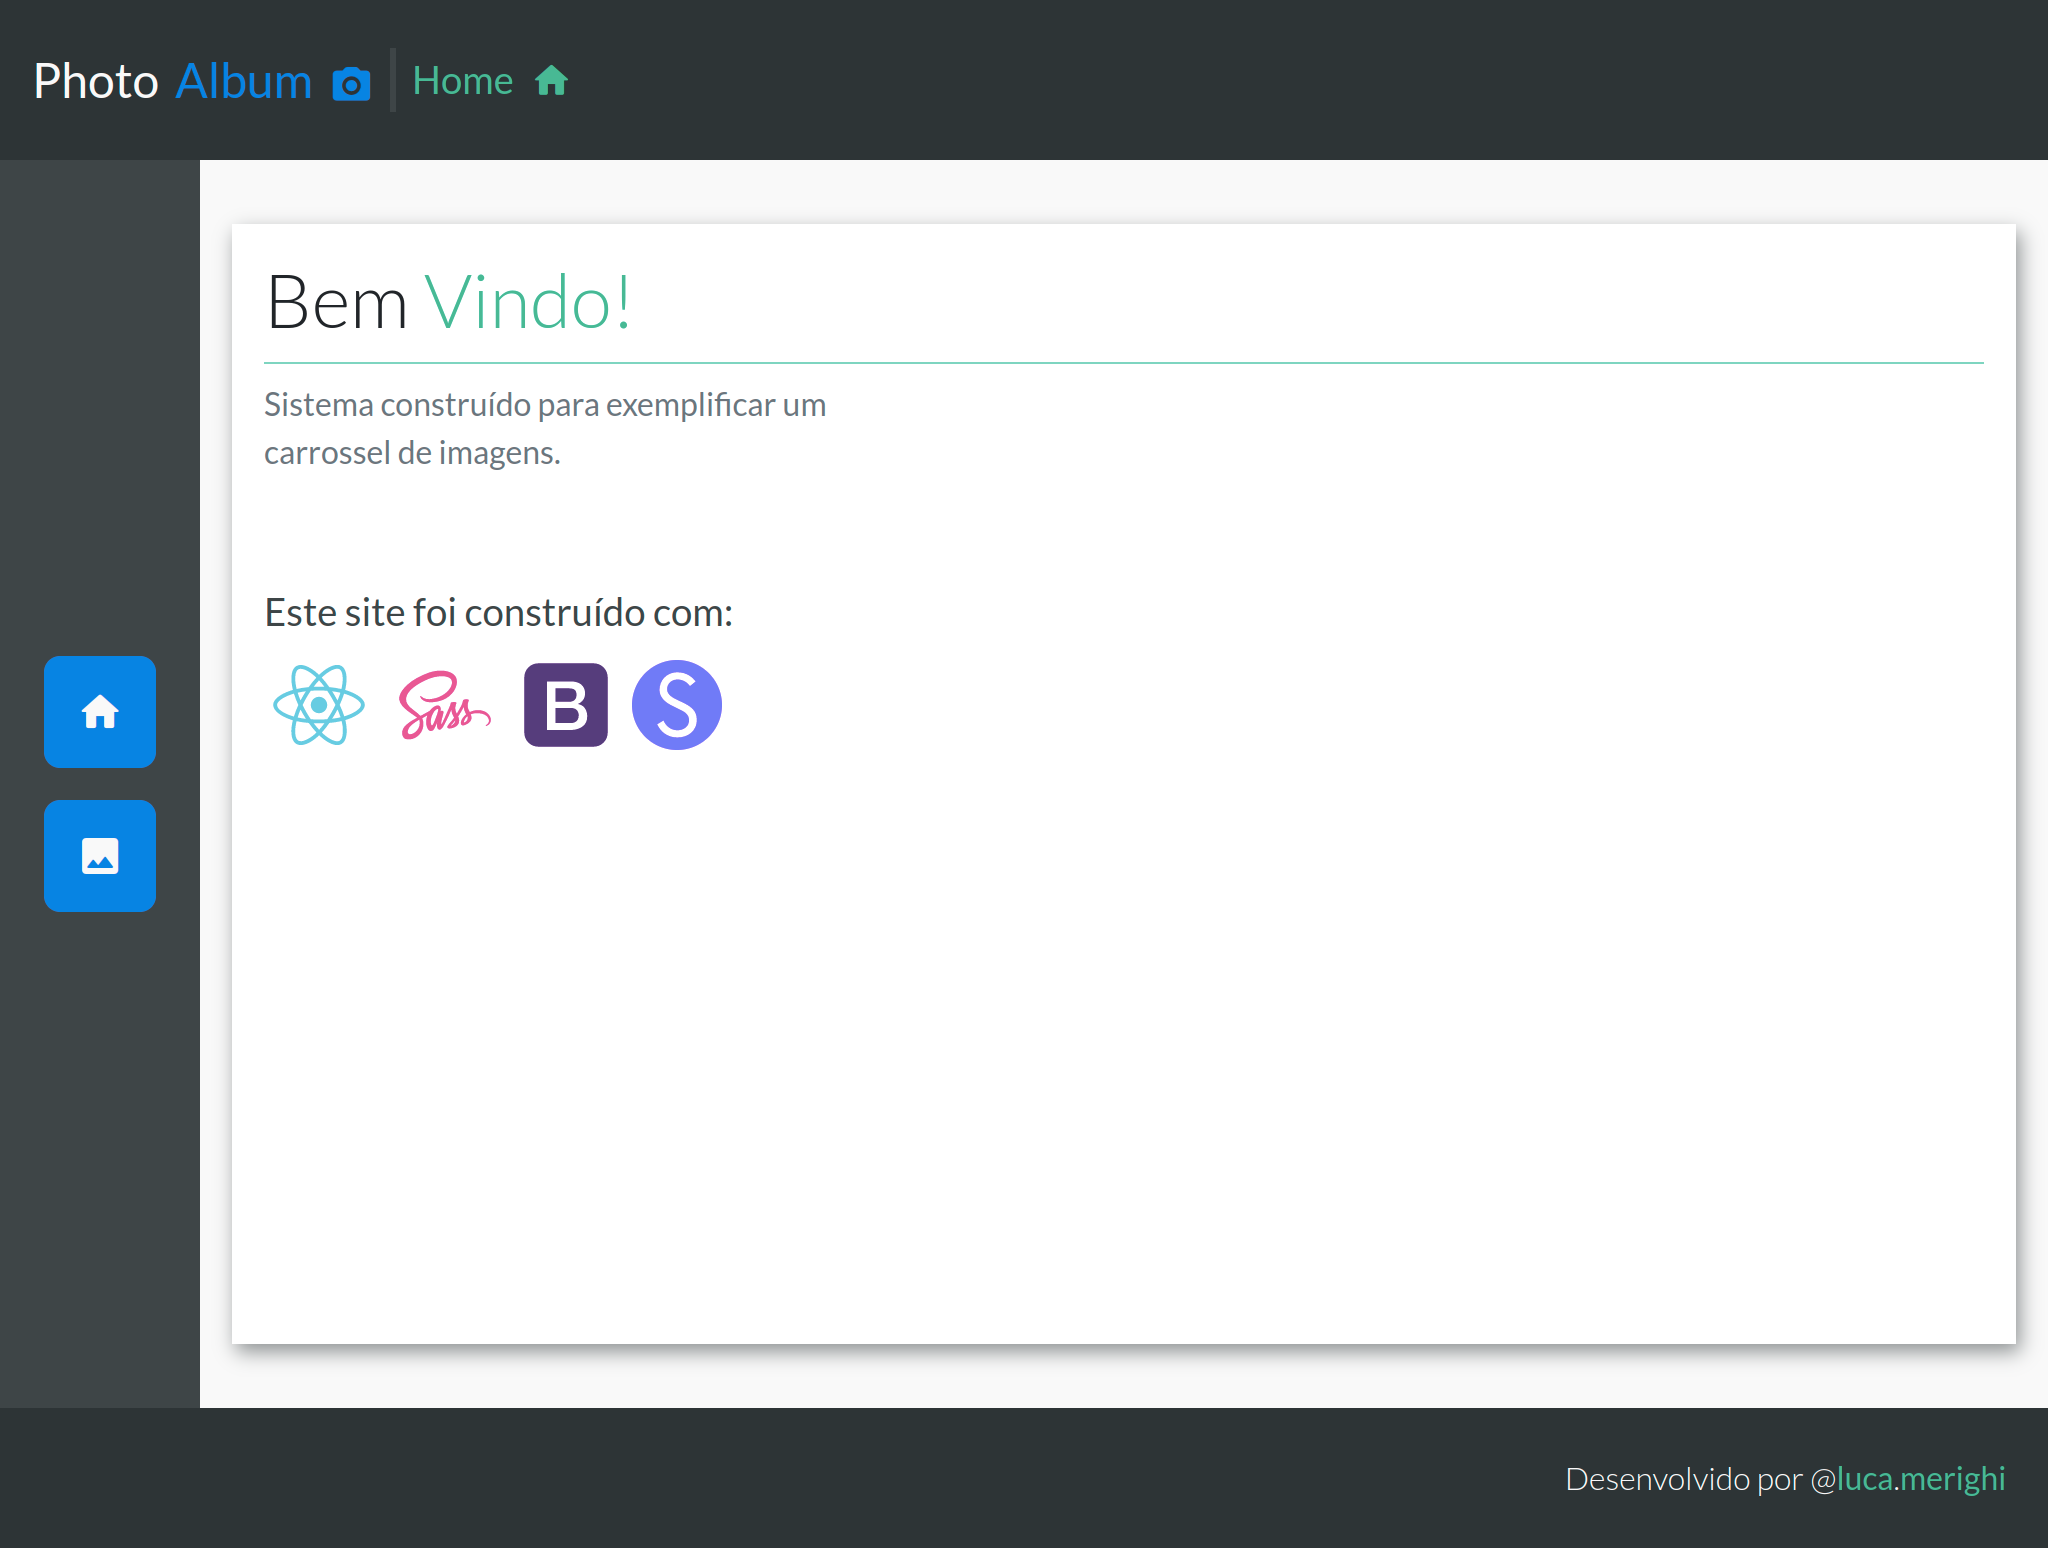 Photo Album
Home
Bem Vindo!
Sistema construído para exemplificar um
carrossel de imagens.
Este site foi construído com:
Sass
B
S
Desenvolvido por @luca.merighi